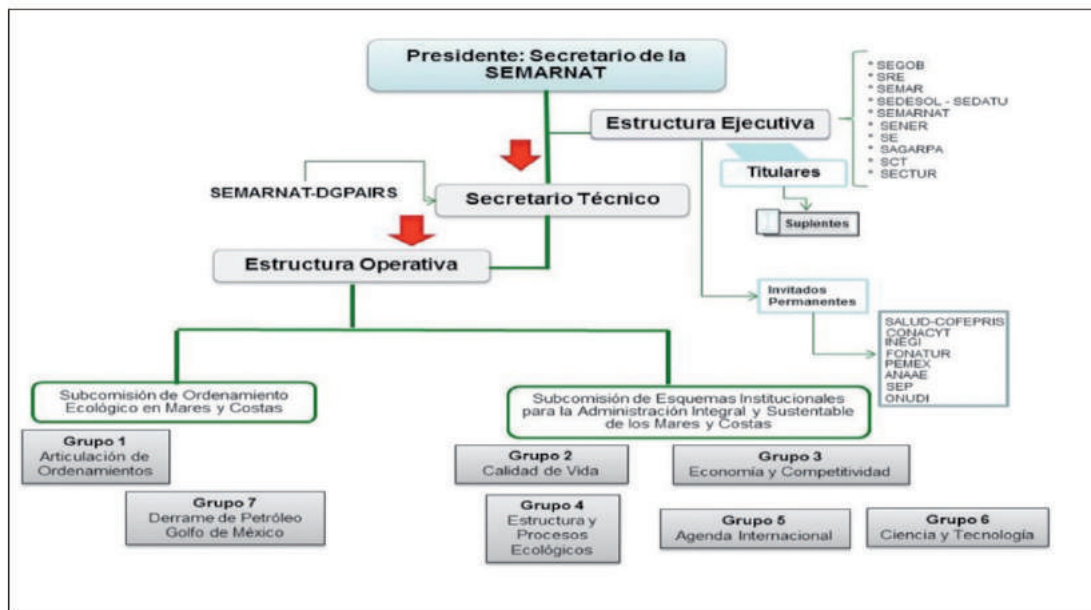 Presidente: Secretario de la
SEMARNAT
Estructura Ejecutiva
* SEGOB
* SRE
* SEMAR
* SEDESOL - SEDATU
* SEMARNAT
* SENER
* SE
* SAGARPA
* SCT
* SECTUR
Titulares
Suplentes
SEMARNAT-DGPAIRS
Secretario Técnico
Estructura Operativa
Invitados
Permanentes
SALUD-COFEPRIS
CONACYT
INEGI
FONATUR
PEMEX
ANAAE
SEP
ONUDI
Subcomisión de Ordenamiento
Ecológico en Mares y Costas
Grupo 1
Articulación de
Ordenamientos
Grupo 7
Derrame de Petróleo
Golfo de México
Subcomisión de Esquemas Institucionales
para la Administración Integral y Sustentable
de los Mares y Costas
Grupo 2
Calidad de Vida
Grupo 3
Economía y Competitividad
Grupo 4
Estructura y
Procesos
Ecológicos
Grupo 5
Agenda Internacional
Grupo 6
Ciencia y Tecnología